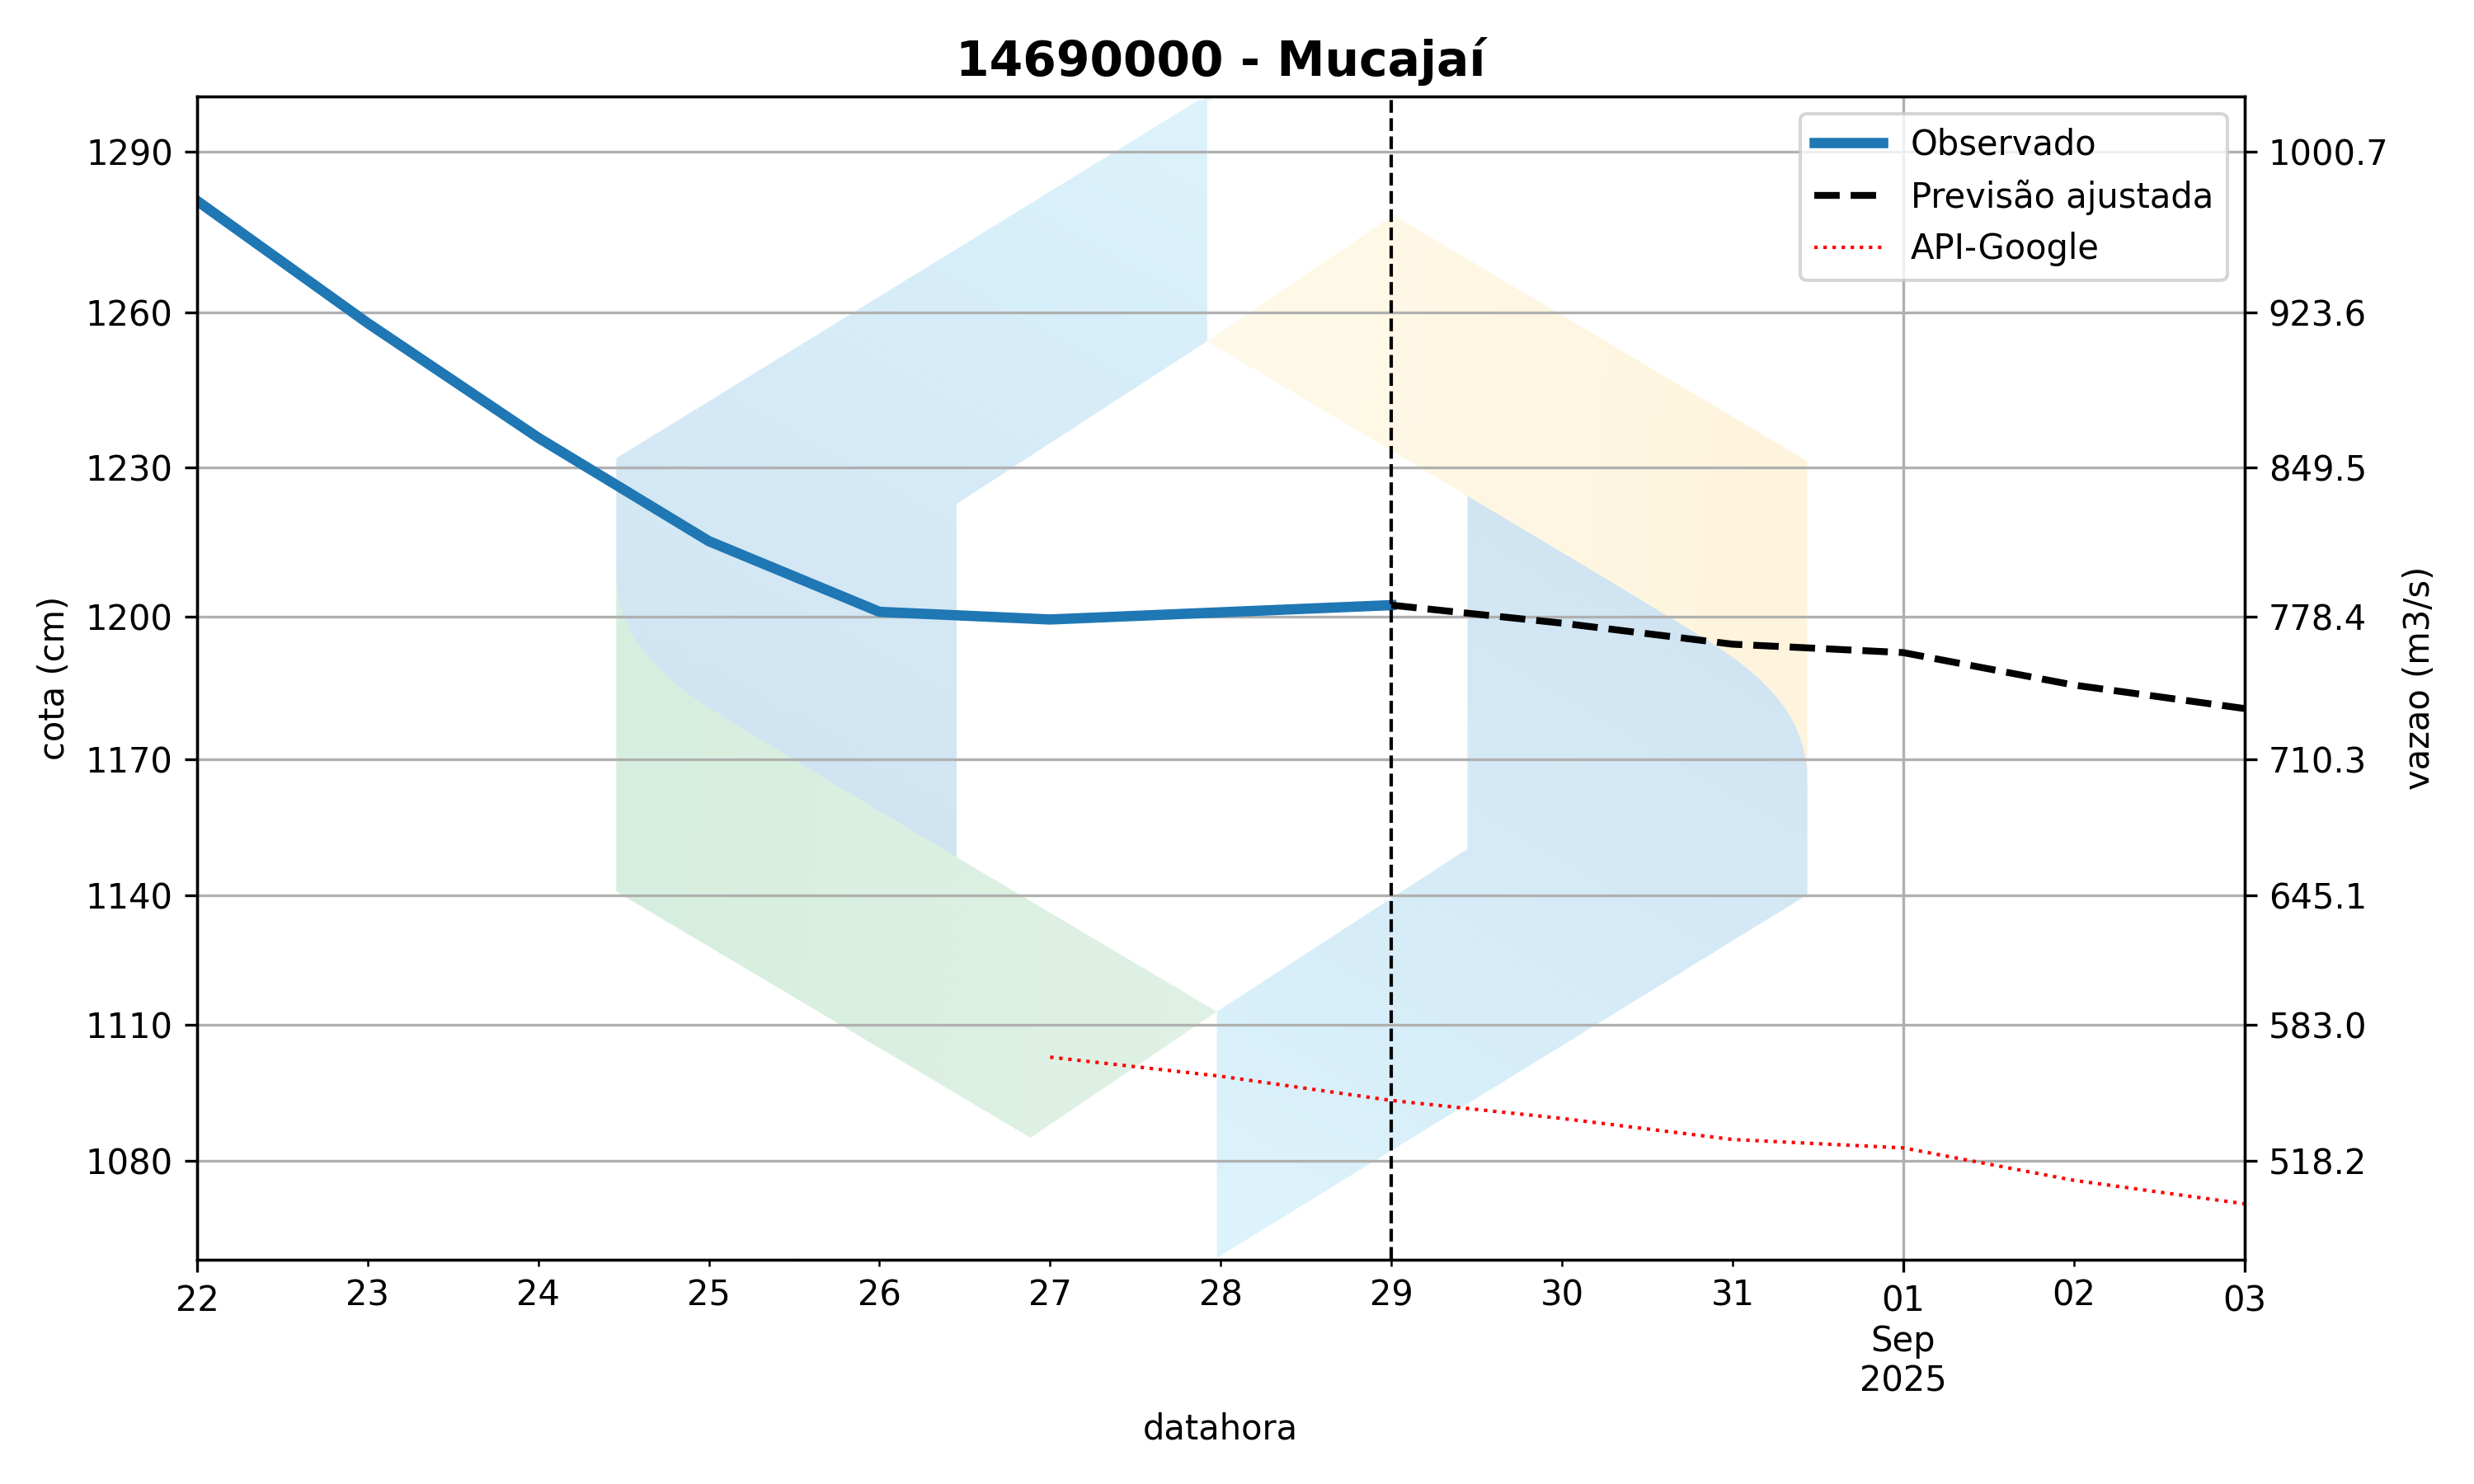 14690000 - Mucajaí
Observado
Previsão ajustada
API-Google
cota (cm)
1290
1260
1230
1200
1170
1140
1110
1080
1000.7
923.6
849.5
778.4
710.3
645.1
583.0
518.2
vazao (m3/s)
22 23 24 25 26 27 28 29 30 31 01 02 03
Sep
2025
datahora